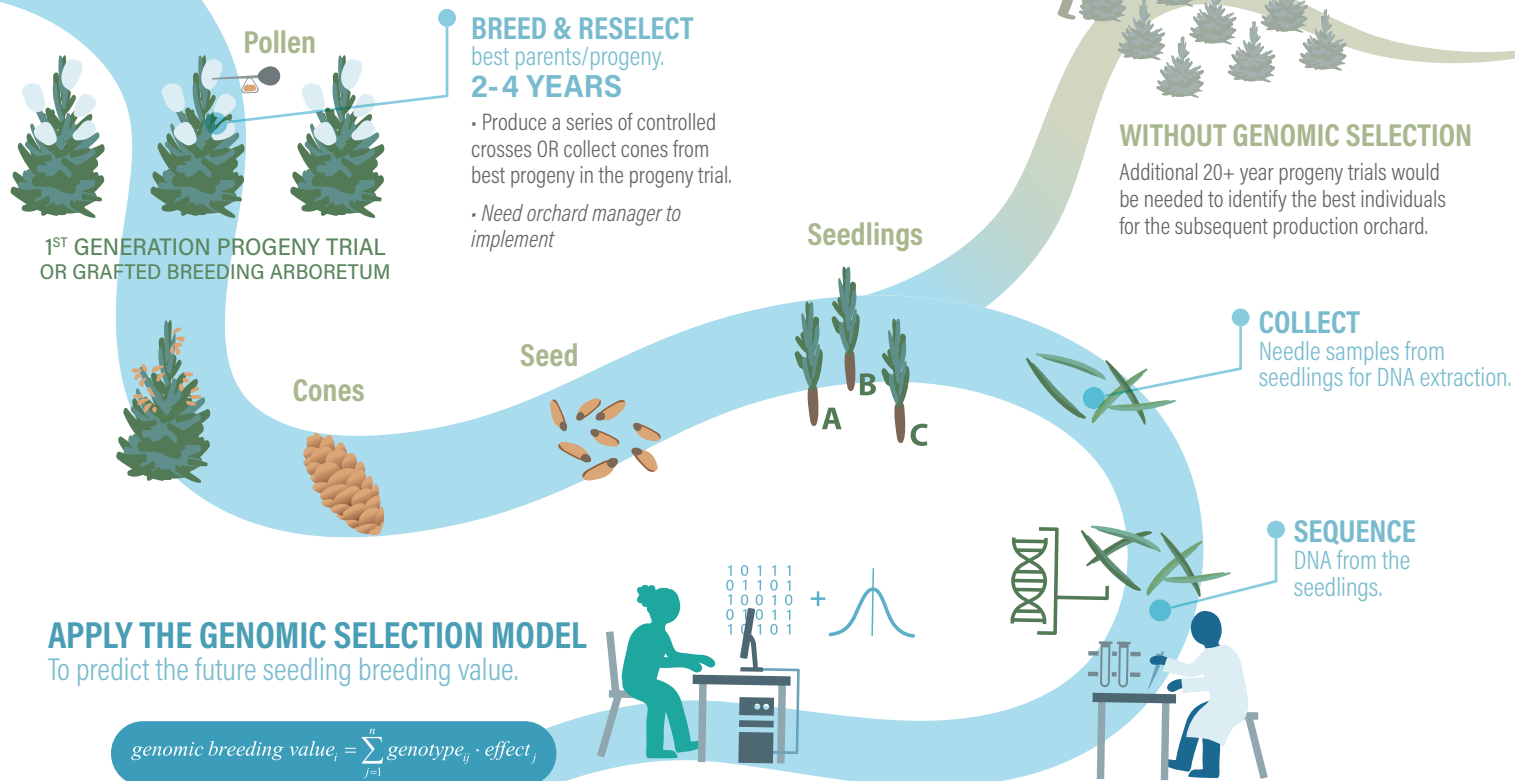 Pollen
BREED & RESELECT
best parents/progeny.
2-4 YEARS
• Produce a series of controlled
crosses OR collect cones from
best progeny in the progeny trial.
• Need orchard manager to
implement
1ST GENERATION PROGENY TRIAL
OR GRAFTED BREEDING ARBORETUM
WITHOUT GENOMIC SELECTION
Additional 20+ year progeny trials would
be needed to identify the best individuals
for the subsequent production orchard.
Cones
Seed
Seedlings
A
B
C
COLLECT
Needle samples from
seedlings for DNA extraction.
SEQUENCE
DNA from the
seedlings.
1 0 1 1 1
0 1 1 0 1
1 0 0 1 0
0 1 0 1 1
1 0 1 0 1
+
APPLY THE GENOMIC SELECTION MODEL
To predict the future seedling breeding value.
genomic breeding value_i = ∑_{j=1}^{n} genotype_{ij} · effect_j